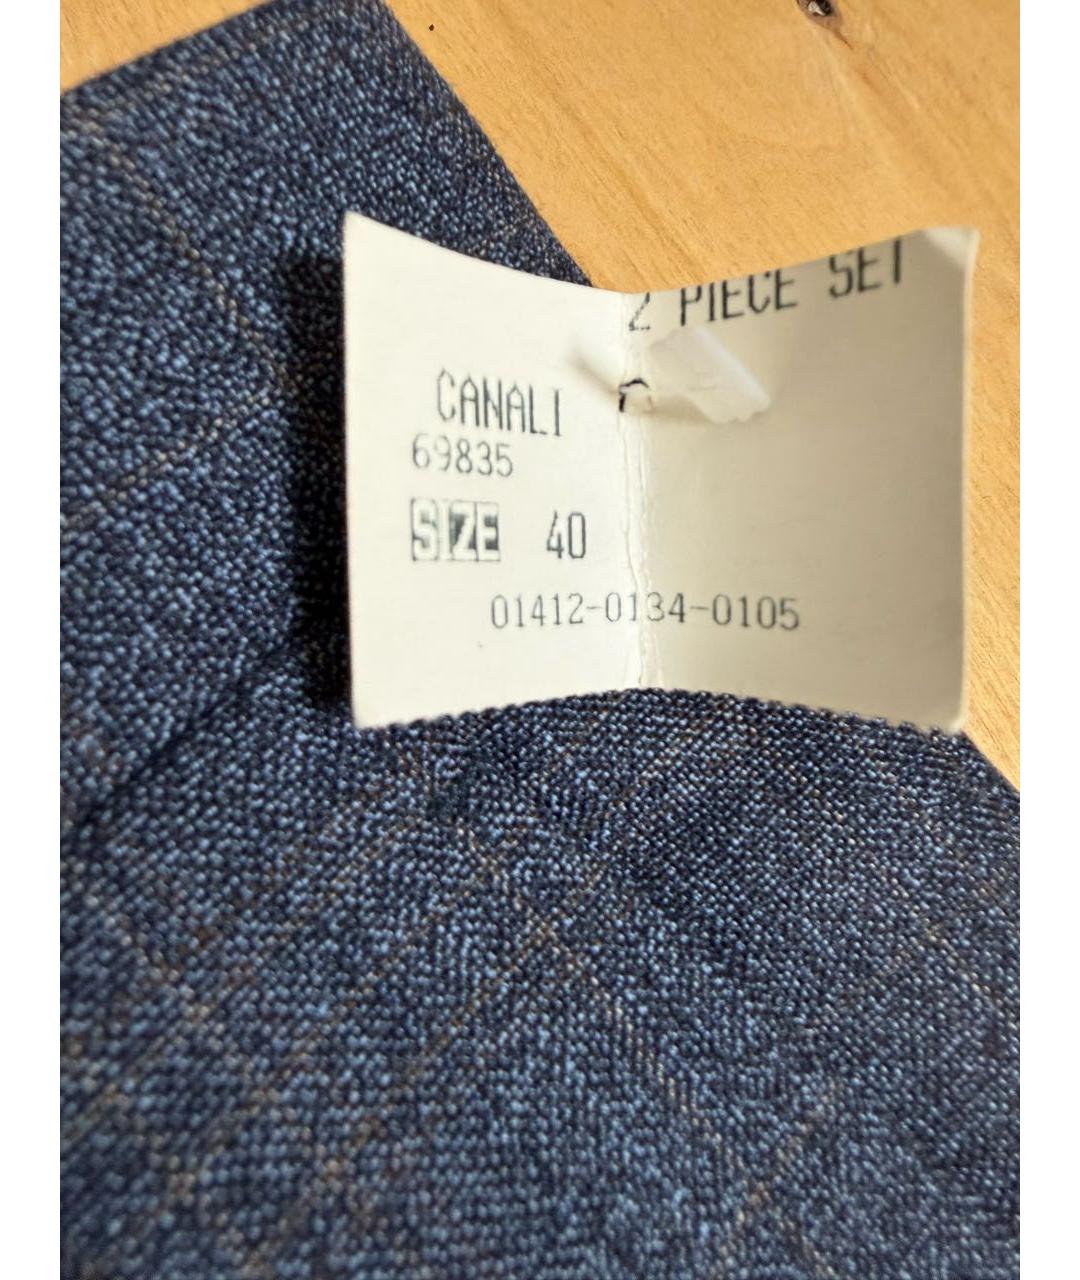 2 PIECE SET
CANALI
69835
SIZE 40
01412-0134-0105